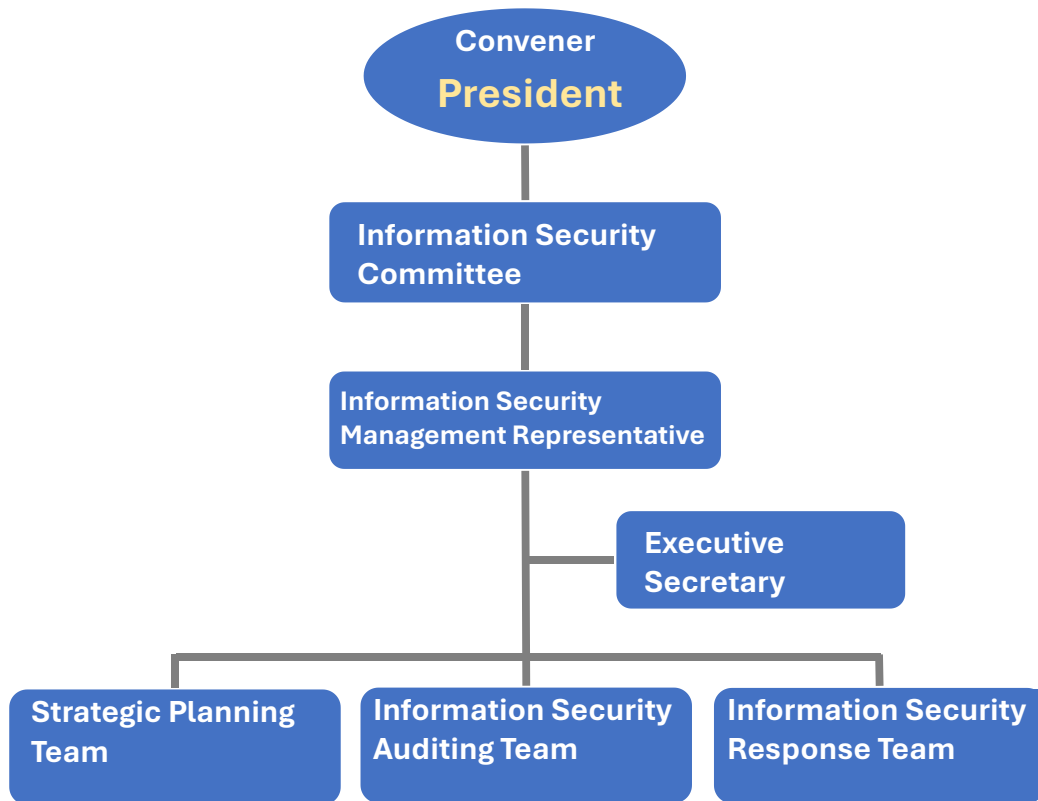 Convener
President
Information Security
Committee
Information Security
Management Representative
Executive
Secretary
Strategic Planning
Team
Information Security
Auditing Team
Information Security
Response Team